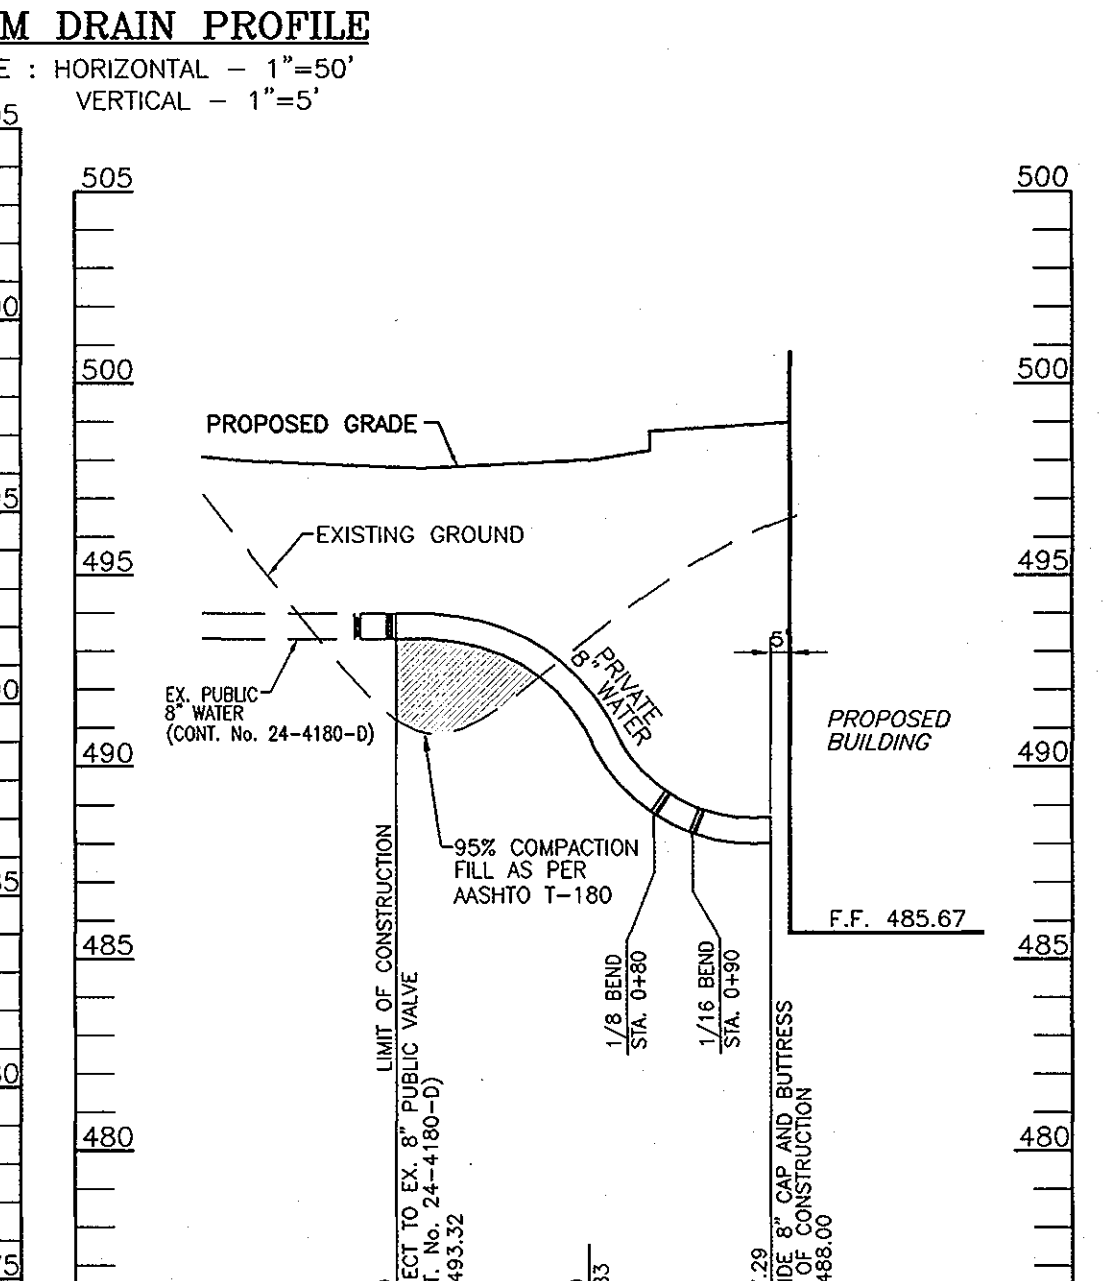 M DRAIN PROFILE
E : HORIZONTAL - 1"=50'
VERTICAL - 1"=5'
505
500
495
490
485
480
500
500
495
490
485
480
PROPOSED GRADE
EXISTING GROUND
EX. PUBLIC
8" WATER
(CONT. No. 24-4180-D)
8" PRIVATE
WATER
5'
PROPOSED
BUILDING
95% COMPACTION
FILL AS PER
AASHTO T-180
F.F. 485.67
LIMIT OF CONSTRUCTION
ECT TO EX. 8" PUBLIC VALVE
T. No. 24-4180-D)
493.32
1/8 BEND
STA. 0+80
1/16 BEND
STA. 0+90
.29
IDE 8" CAP AND BUTTRESS
OF CONSTRUCTION
488.00